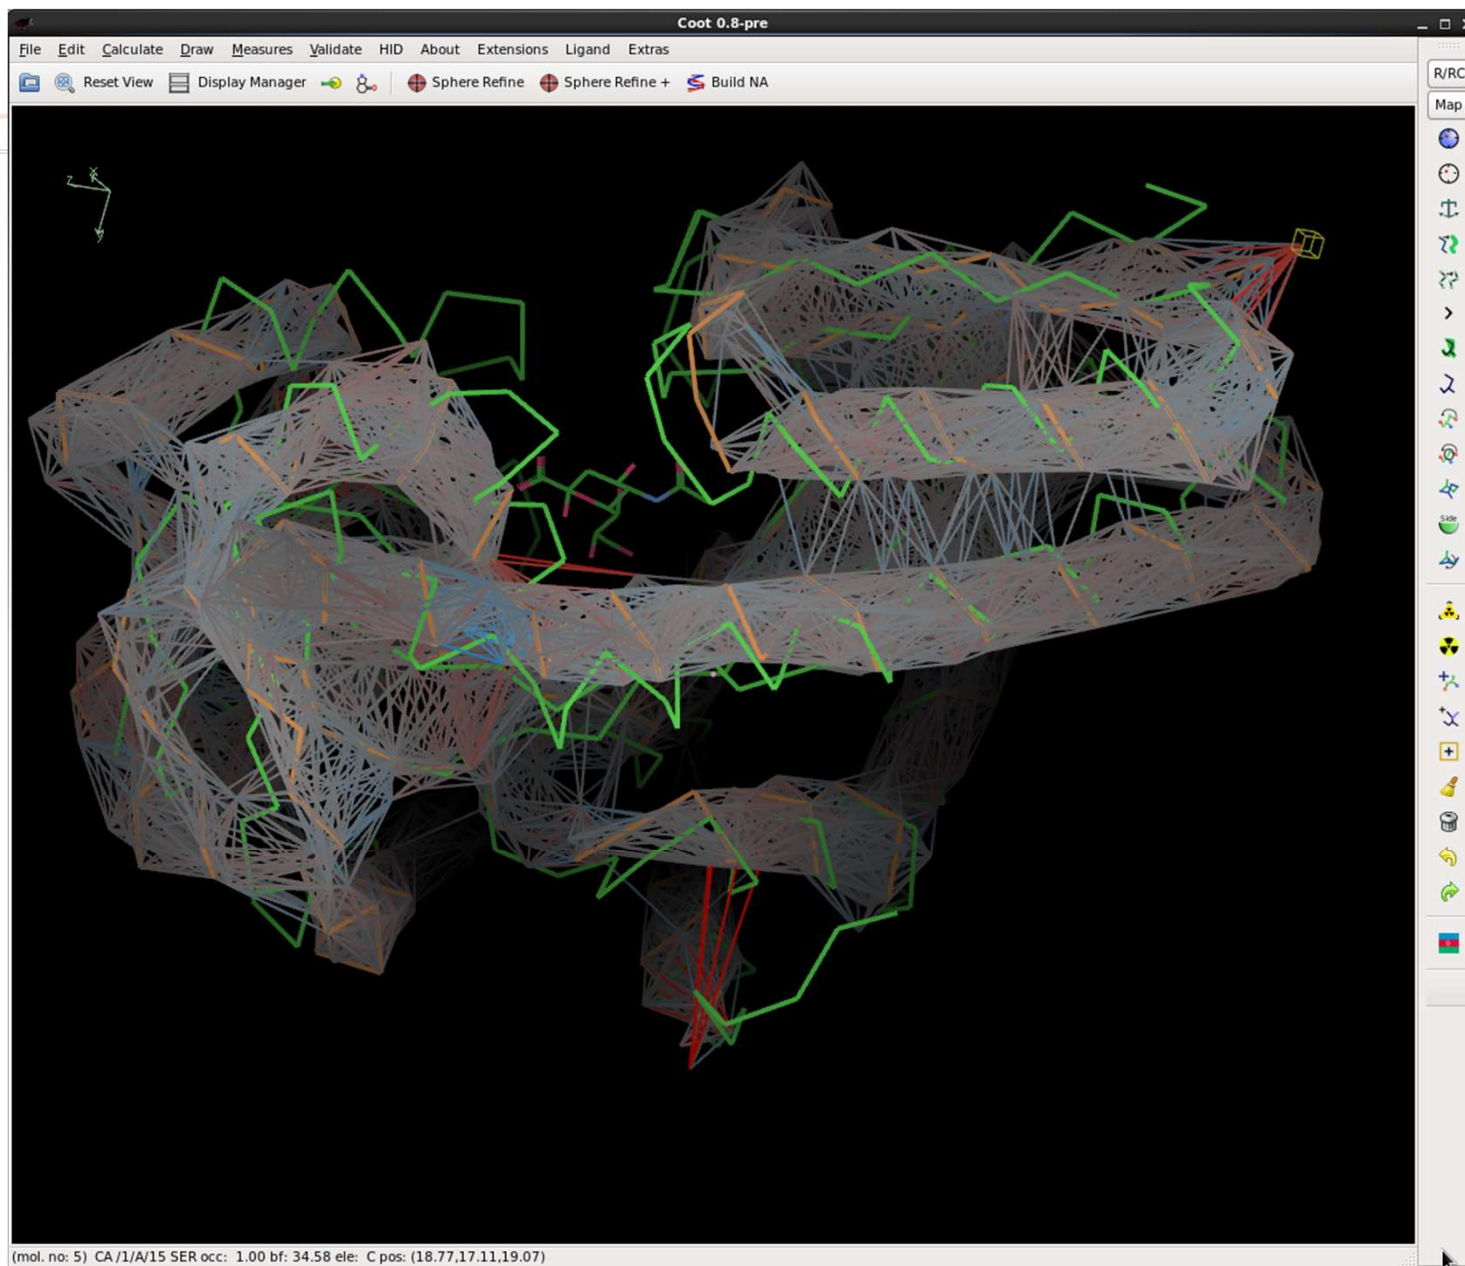 Coot 0.8-pre
File Edit Calculate Draw Measures Validate HID About Extensions Ligand Extras
Reset View Display Manager Sphere Refine Sphere Refine + Build NA
R/RC
Map
z x
y
Side
(mol. no: 5) CA /1/A/15 SER occ: 1.00 bf: 34.58 ele: C pos: (18.77,17.11,19.07)